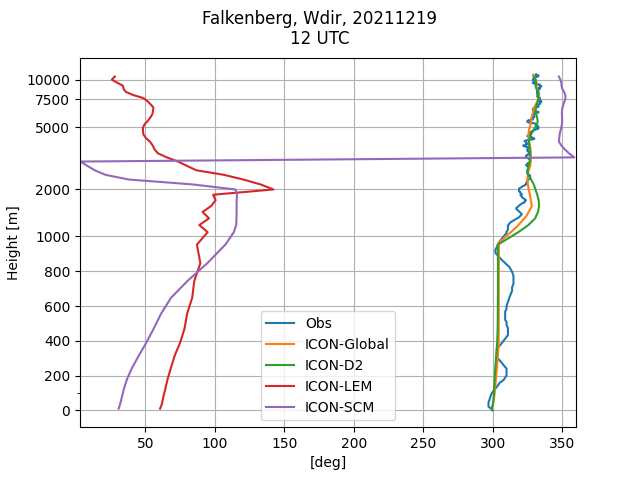 Falkenberg, Wdir, 20211219
12 UTC
Height [m]
10000
7500
5000
2000
1000
800
600
400
200
0
Obs
ICON-Global
ICON-D2
ICON-LEM
ICON-SCM
50
100
150
200
250
300
350
[deg]